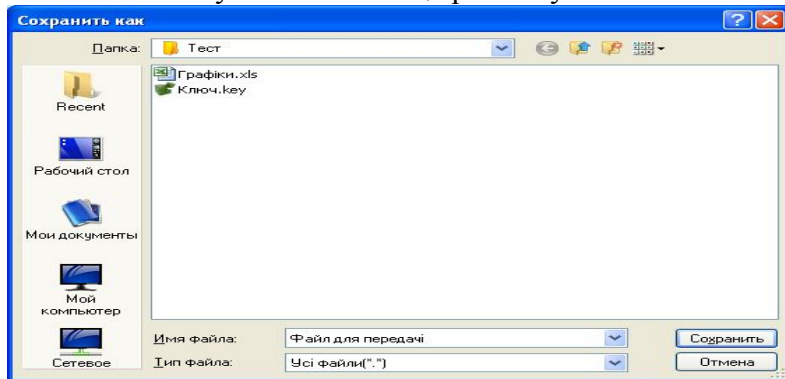 Сохранить как
Папка:
Тест
Графіки.xls
Ключ.key
Recent
Рабочий стол
Мои документы
Мой
компьютер
Сетевое
Имя файла:
Файл для передачі
Сохранить
Тип файла:
Усі файли(".")
Отмена